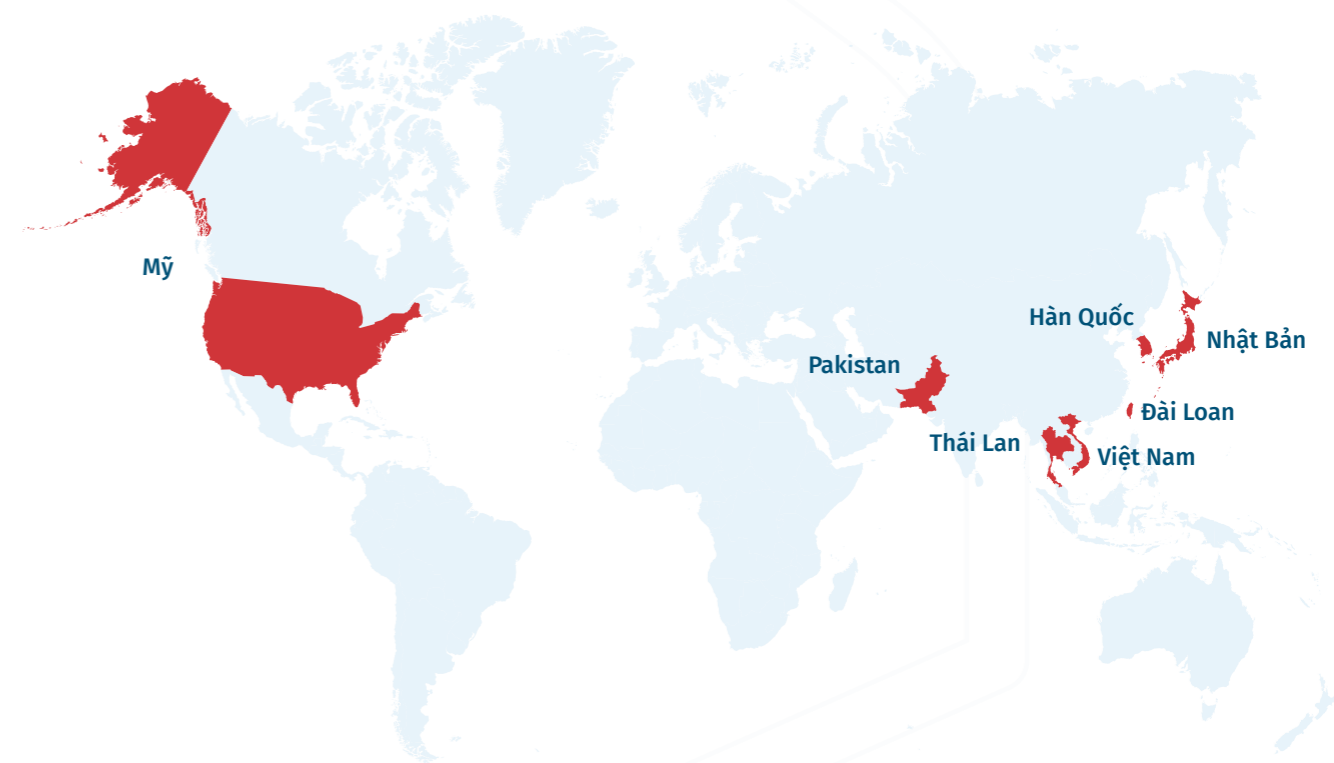 Mỹ
Hàn Quốc
Nhật Bản
Pakistan
Đài Loan
Thái Lan
Việt Nam